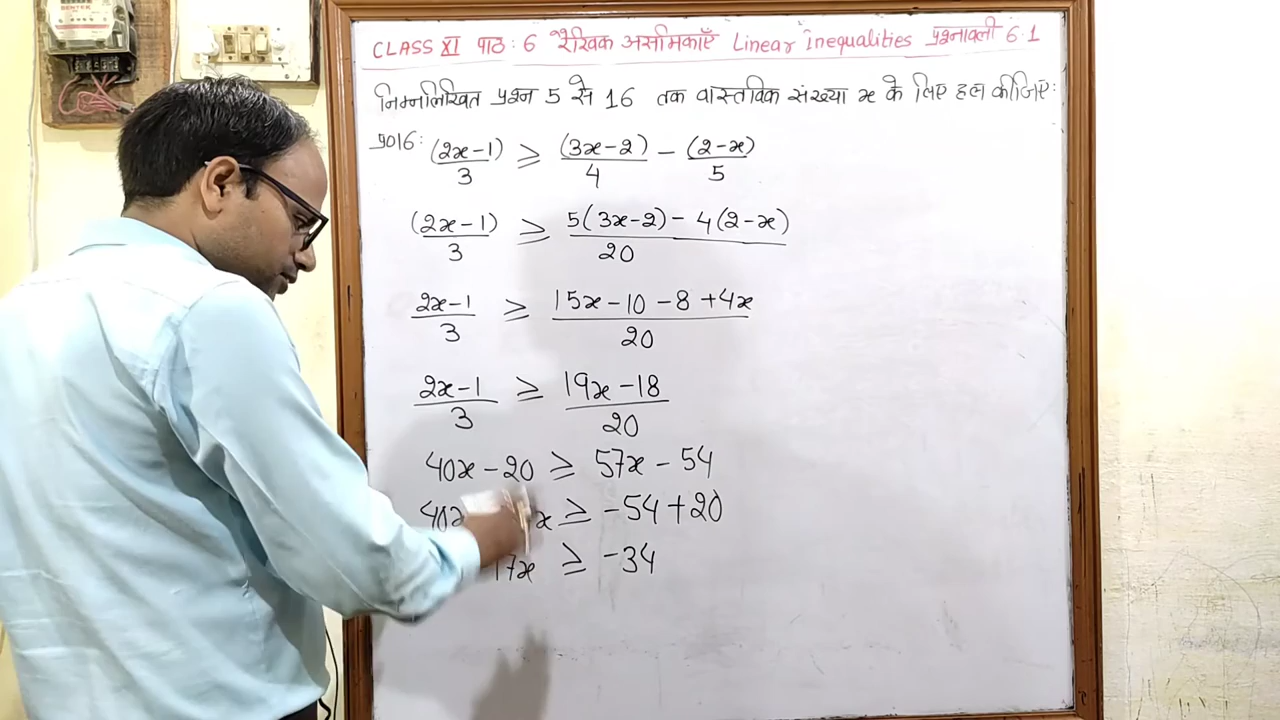 CLASS XI पाठ: 6 रैखिक असमिकाएँ Linear Inequalities प्रश्नावली 6.1
निम्नलिखित प्रश्न 5 से 16 तक वास्तविक संख्या x के लिए हल कीजिए:
प्र016: (2x-1)/3 ≥ (3x-2)/4 - (2-x)/5
(2x-1)/3 ≥ 5(3x-2) - 4(2-x)/20
2x-1/3 ≥ 15x-10-8+4x/20
2x-1/3 ≥ 19x-18/20
40x-20 ≥ 57x-54
40x x ≥ -54+20
17x ≥ -34